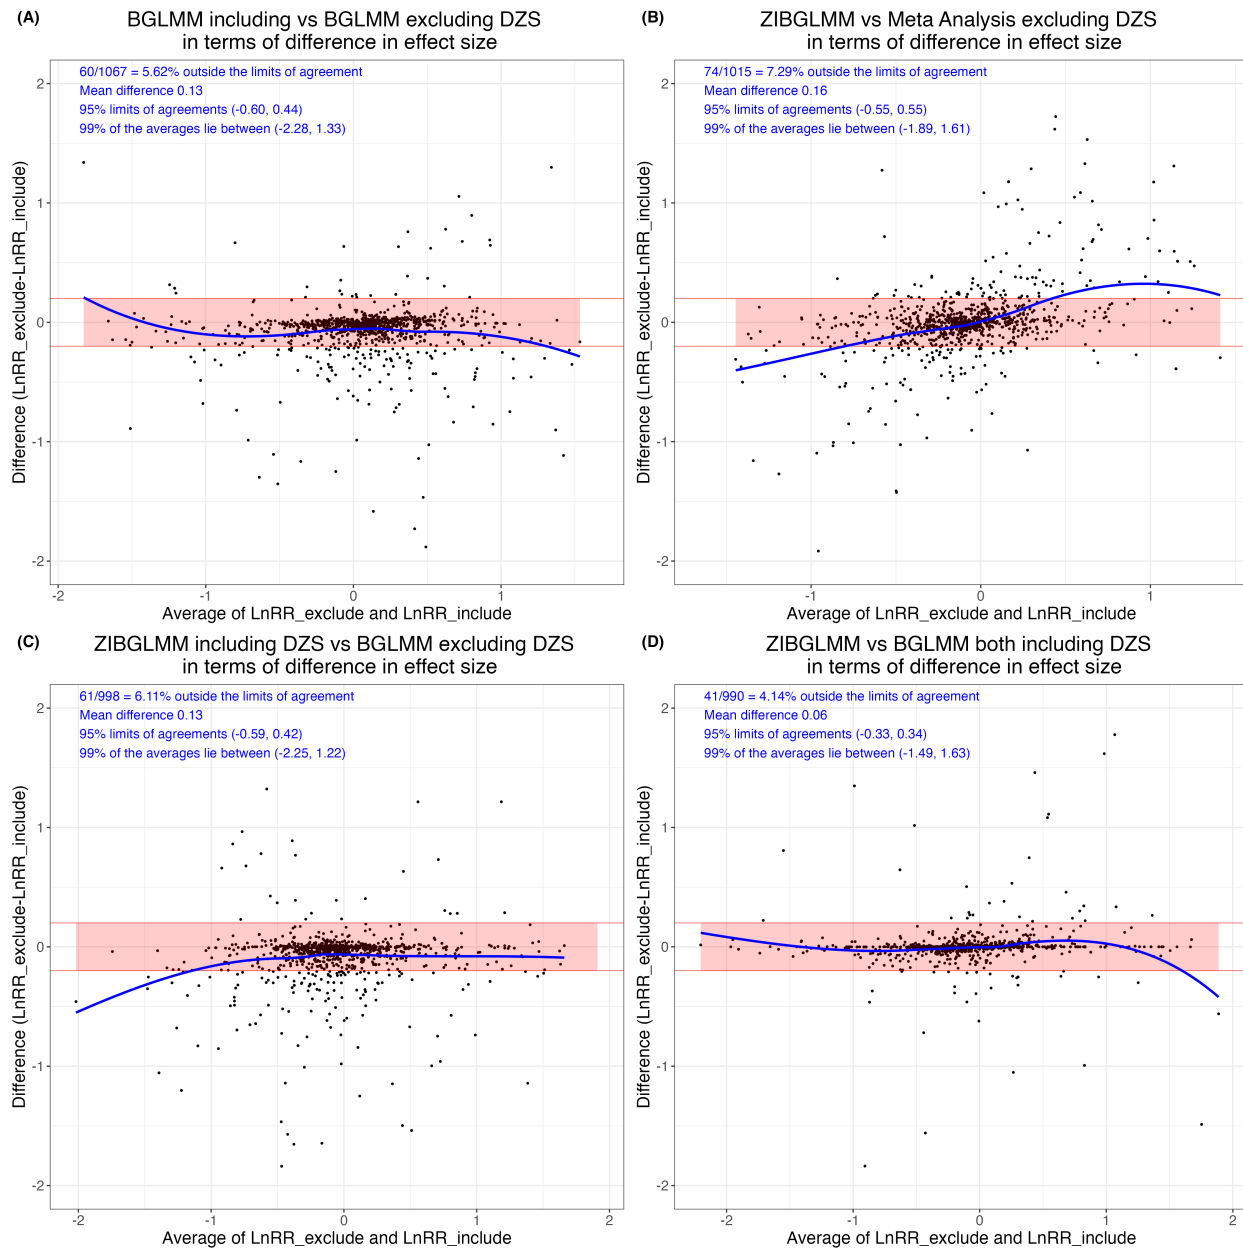 (A)
BGLMM including vs BGLMM excluding DZS
in terms of difference in effect size
60/1067 = 5.62% outside the limits of agreement
Mean difference 0.13
95% limits of agreements (-0.60, 0.44)
99% of the averages lie between (-2.28, 1.33)
Difference (LnRR_exclude-LnRR_include)
2
1
0
-1
-2
-2
-1
0
1
Average of LnRR_exclude and LnRR_include
(B)
ZIBGLMM vs Meta Analysis excluding DZS
in terms of difference in effect size
74/1015 = 7.29% outside the limits of agreement
Mean difference 0.16
95% limits of agreements (-0.55, 0.55)
99% of the averages lie between (-1.89, 1.61)
Difference (LnRR_exclude-LnRR_include)
2
1
0
-1
-2
-1
0
1
Average of LnRR_exclude and LnRR_include
(C)
ZIBGLMM including DZS vs BGLMM excluding DZS
in terms of difference in effect size
61/998 = 6.11% outside the limits of agreement
Mean difference 0.13
95% limits of agreements (-0.59, 0.42)
99% of the averages lie between (-2.25, 1.22)
Difference (LnRR_exclude-LnRR_include)
2
1
0
-1
-2
-2
-1
0
1
2
Average of LnRR_exclude and LnRR_include
(D)
ZIBGLMM vs BGLMM both including DZS
in terms of difference in effect size
41/990 = 4.14% outside the limits of agreement
Mean difference 0.06
95% limits of agreements (-0.33, 0.34)
99% of the averages lie between (-1.49, 1.63)
Difference (LnRR_exclude-LnRR_include)
2
1
0
-1
-2
-2
-1
0
1
2
Average of LnRR_exclude and LnRR_include